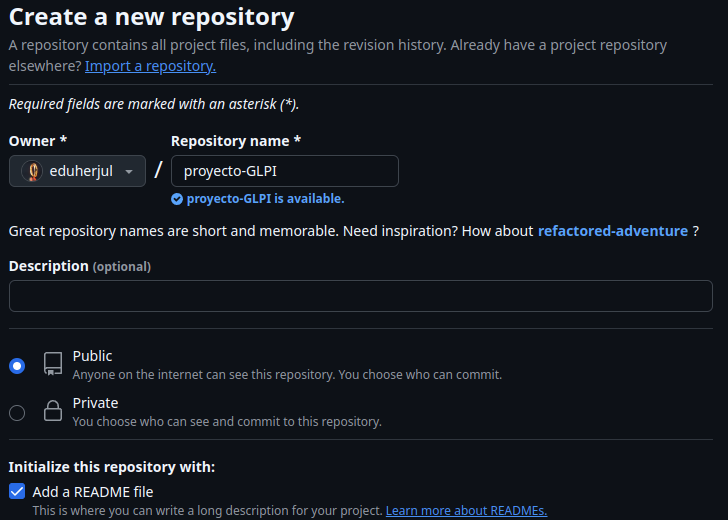 Create a new repository
A repository contains all project files, including the revision history. Already have a project repository
elsewhere? Import a repository.
Required fields are marked with an asterisk (*).
Owner * Repository name *
eduherjul / proyecto-GLPI
proyecto-GLPI is available.
Great repository names are short and memorable. Need inspiration? How about refactored-adventure ?
Description (optional)
Public
Anyone on the internet can see this repository. You choose who can commit.
Private
You choose who can see and commit to this repository.
Initialize this repository with:
Add a README file
This is where you can write a long description for your project. Learn more about READMEs.